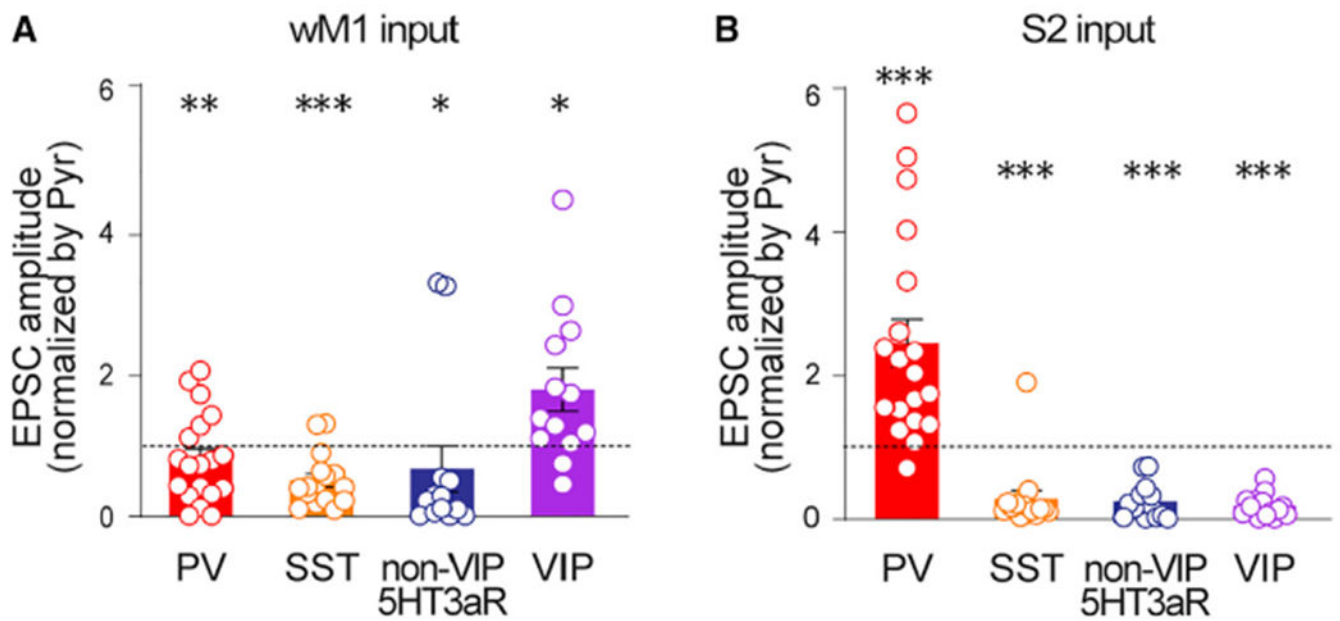 A
wM1 input
EPSC amplitude
(normalized by Pyr)
6
4
2
0
**
***
*
*
PV
SST
non-VIP
5HT3aR
VIP
B
S2 input
EPSC amplitude
(normalized by Pyr)
6
4
2
0
***
***
***
***
PV
SST
non-VIP
5HT3aR
VIP